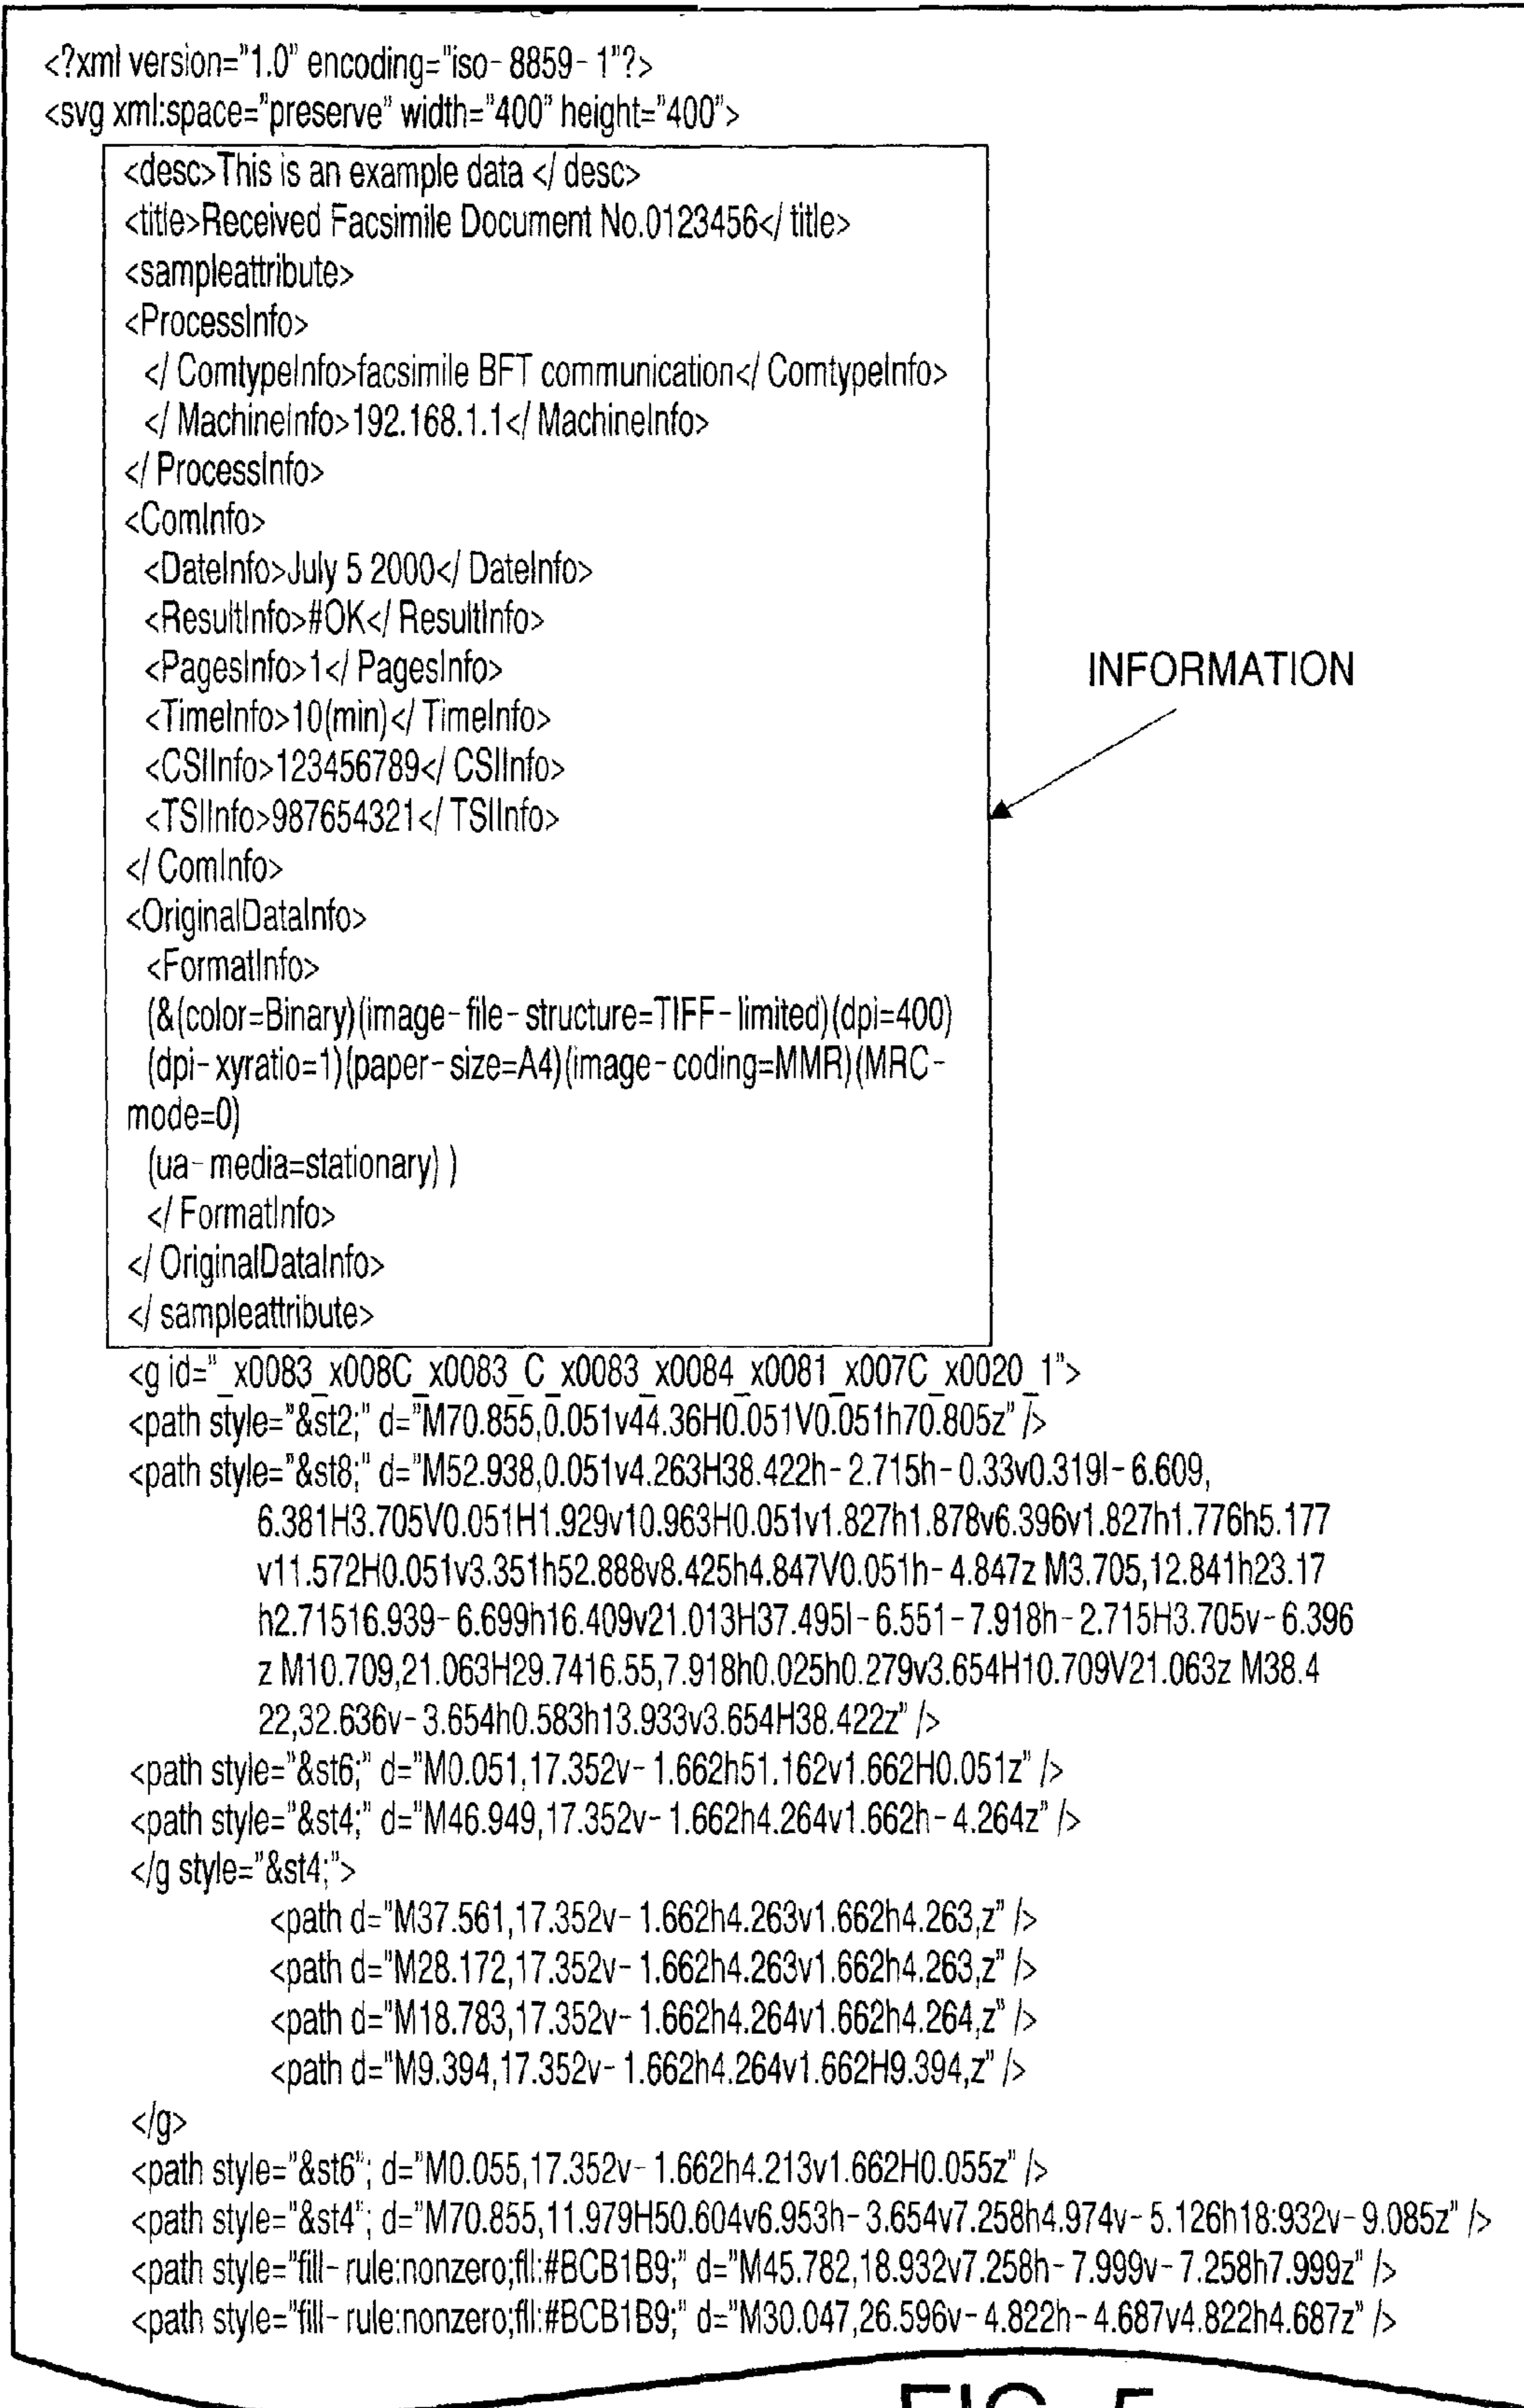 <?xml version="1.0" encoding="iso-8859-1"?>
<svg xml:space="preserve" width="400" height="400">
<desc>This is an example data </ desc>
<title>Received Facsimile Document No.0123456</ title>
<sampleattribute>
<ProcessInfo>
</ ComtypeInfo>facsimile BFT communication</ ComtypeInfo>
</ MachineInfo>192.168.1.1</ MachineInfo>
</ ProcessInfo>
<ComInfo>
<DateInfo>July 5 2000</ DateInfo>
<ResultInfo>#OK</ ResultInfo>
<PagesInfo>1</ PagesInfo>
INFORMATION
<TimeInfo>10(min)</ TimeInfo>
<CSIInfo>123456789</ CSIInfo>
<TSIInfo>987654321</ TSIInfo>
</ ComInfo>
<OriginalDataInfo>
<FormatInfo>
(&(color=Binary)(image-file-structure=TIFF-limited)(dpi=400)
(dpi-xyratio=1)(paper-size=A4)(image-coding=MMR)(MRC-
mode=0)
(ua-media=stationary) )
</ FormatInfo>
</ OriginalDataInfo>
</ sampleattribute>
<g id="_x0083_x008C_x0083_C_x0083_x0084_x0081_x007C_x0020_1">
<path style="&st2;" d="M70.855,0.051v44.36H0.051V0.051h70.805z" />
<path style="&st8;" d="M52.938,0.051v4.263H38.422h-2.715h-0.33v0.319l-6.609,
6.381H3.705V0.051H1.929v10.963H0.051v1.827h1.878v6.396v1.827h1.776h5.177
v11.572H0.051v3.351h52.888v8.425h4.847V0.051h-4.847z M3.705,12.841h23.17
h2.71516.939-6.699h16.409v21.013H37.495l-6.551-7.918h-2.715H3.705v-6.396
z M10.709,21.063H29.7416.55,7.918h0.025h0.279v3.654H10.709V21.063z M38.4
22,32.636v-3.654h0.583h13.933v3.654H38.422z" />
<path style="&st6;" d="M0.051,17.352v-1.662h51.162v1.662H0.051z" />
<path style="&st4;" d="M46.949,17.352v-1.662h4.264v1.662h-4.264z" />
</g style="&st4;">
<path d="M37.561,17.352v-1.662h4.263v1.662h4.263,z" />
<path d="M28.172,17.352v-1.662h4.263v1.662h4.263,z" />
<path d="M18.783,17.352v-1.662h4.264v1.662h4.264,z" />
<path d="M9.394,17.352v-1.662h4.264v1.662H9.394,z" />
</g>
<path style="&st6"; d="M0.055,17.352v-1.662h4.213v1.662H0.055z" />
<path style="&st4"; d="M70.855,11.979H50.604v6.953h-3.654v7.258h4.974v-5.126h18:932v-9.085z" />
<path style="fill-rule:nonzero;fll:#BCB1B9;" d="M45.782,18.932v7.258h-7.999v-7.258h7.999z" />
<path style="fill-rule:nonzero;fll:#BCB1B9;" d="M30.047,26.596v-4.822h-4.687v4.822h4.687z" />